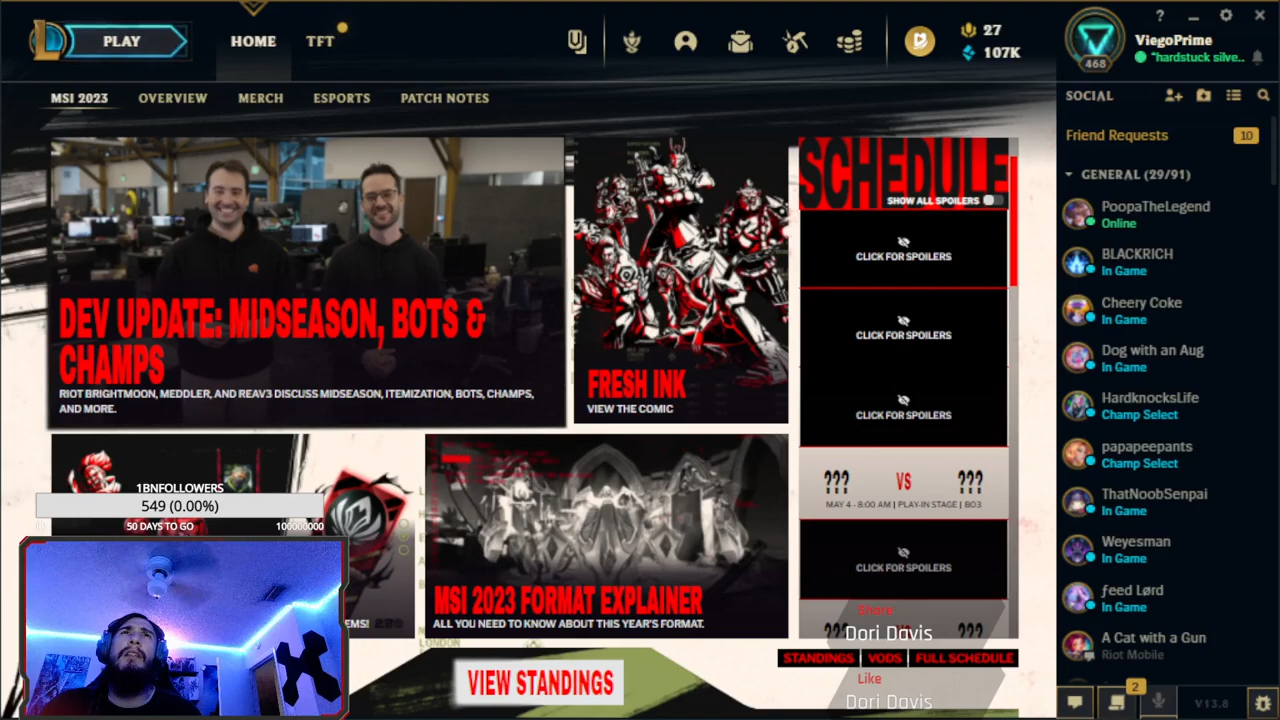 PLAY
HOME
TFT
27
107K
468
ViegoPrime
"hardstuck silve..
MSI 2023
OVERVIEW
MERCH
ESPORTS
PATCH NOTES
SOCIAL
Friend Requests
10
GENERAL (29/91)
PoopaTheLegend
Online
BLACKRICH
In Game
Cheery Coke
In Game
Dog with an Aug
In Game
HardknocksLife
Champ Select
papapeepants
Champ Select
ThatNoobSenpai
In Game
Weyesman
In Game
ƒeed Lørd
In Game
A Cat with a Gun
Riot Mobile
2
V13.8
DEV UPDATE: MIDSEASON, BOTS &
CHAMPS
RIOT BRIGHTMOON, MEDDLER, AND REAV3 DISCUSS MIDSEASON, ITEMIZATION, BOTS, CHAMPS,
AND MORE.
FRESH INK
VIEW THE COMIC
SCHEDULE
SHOW ALL SPOILERS
CLICK FOR SPOILERS
CLICK FOR SPOILERS
CLICK FOR SPOILERS
??? VS ???
MAY 4 - 8:00 AM | PLAY-IN STAGE | BO3
CLICK FOR SPOILERS
??? VS ???
Share
Dori Davis
STANDINGS
VODS
FULL SCHEDULE
Like
Dori Davis
1BNFOLLOWERS
549 (0.00%)
50 DAYS TO GO
100000000
EMS!
MSI 2023 FORMAT EXPLAINER
ALL YOU NEED TO KNOW ABOUT THIS YEAR'S FORMAT.
LONDON
VIEW STANDINGS